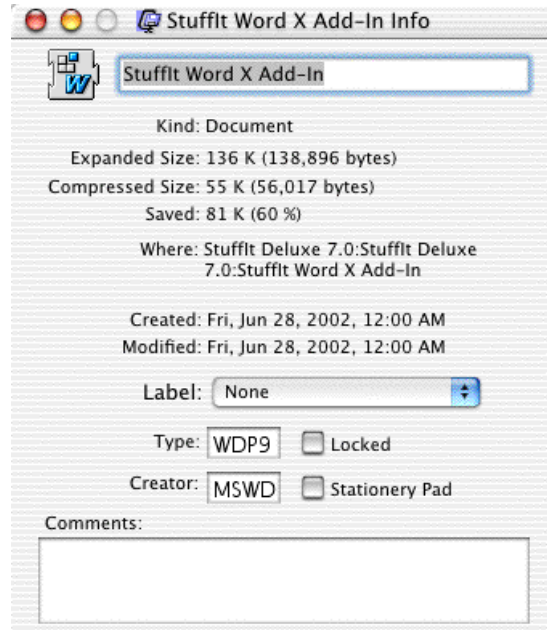 StuffIt Word X Add-In Info
StuffIt Word X Add-In
Kind: Document
Expanded Size: 136 K (138,896 bytes)
Compressed Size: 55 K (56,017 bytes)
Saved: 81 K (60 %)
Where: StuffIt Deluxe 7.0:StuffIt Deluxe
7.0:StuffIt Word X Add-In
Created: Fri, Jun 28, 2002, 12:00 AM
Modified: Fri, Jun 28, 2002, 12:00 AM
Label: None
Type: WDP9 Locked
Creator: MSWD Stationery Pad
Comments: